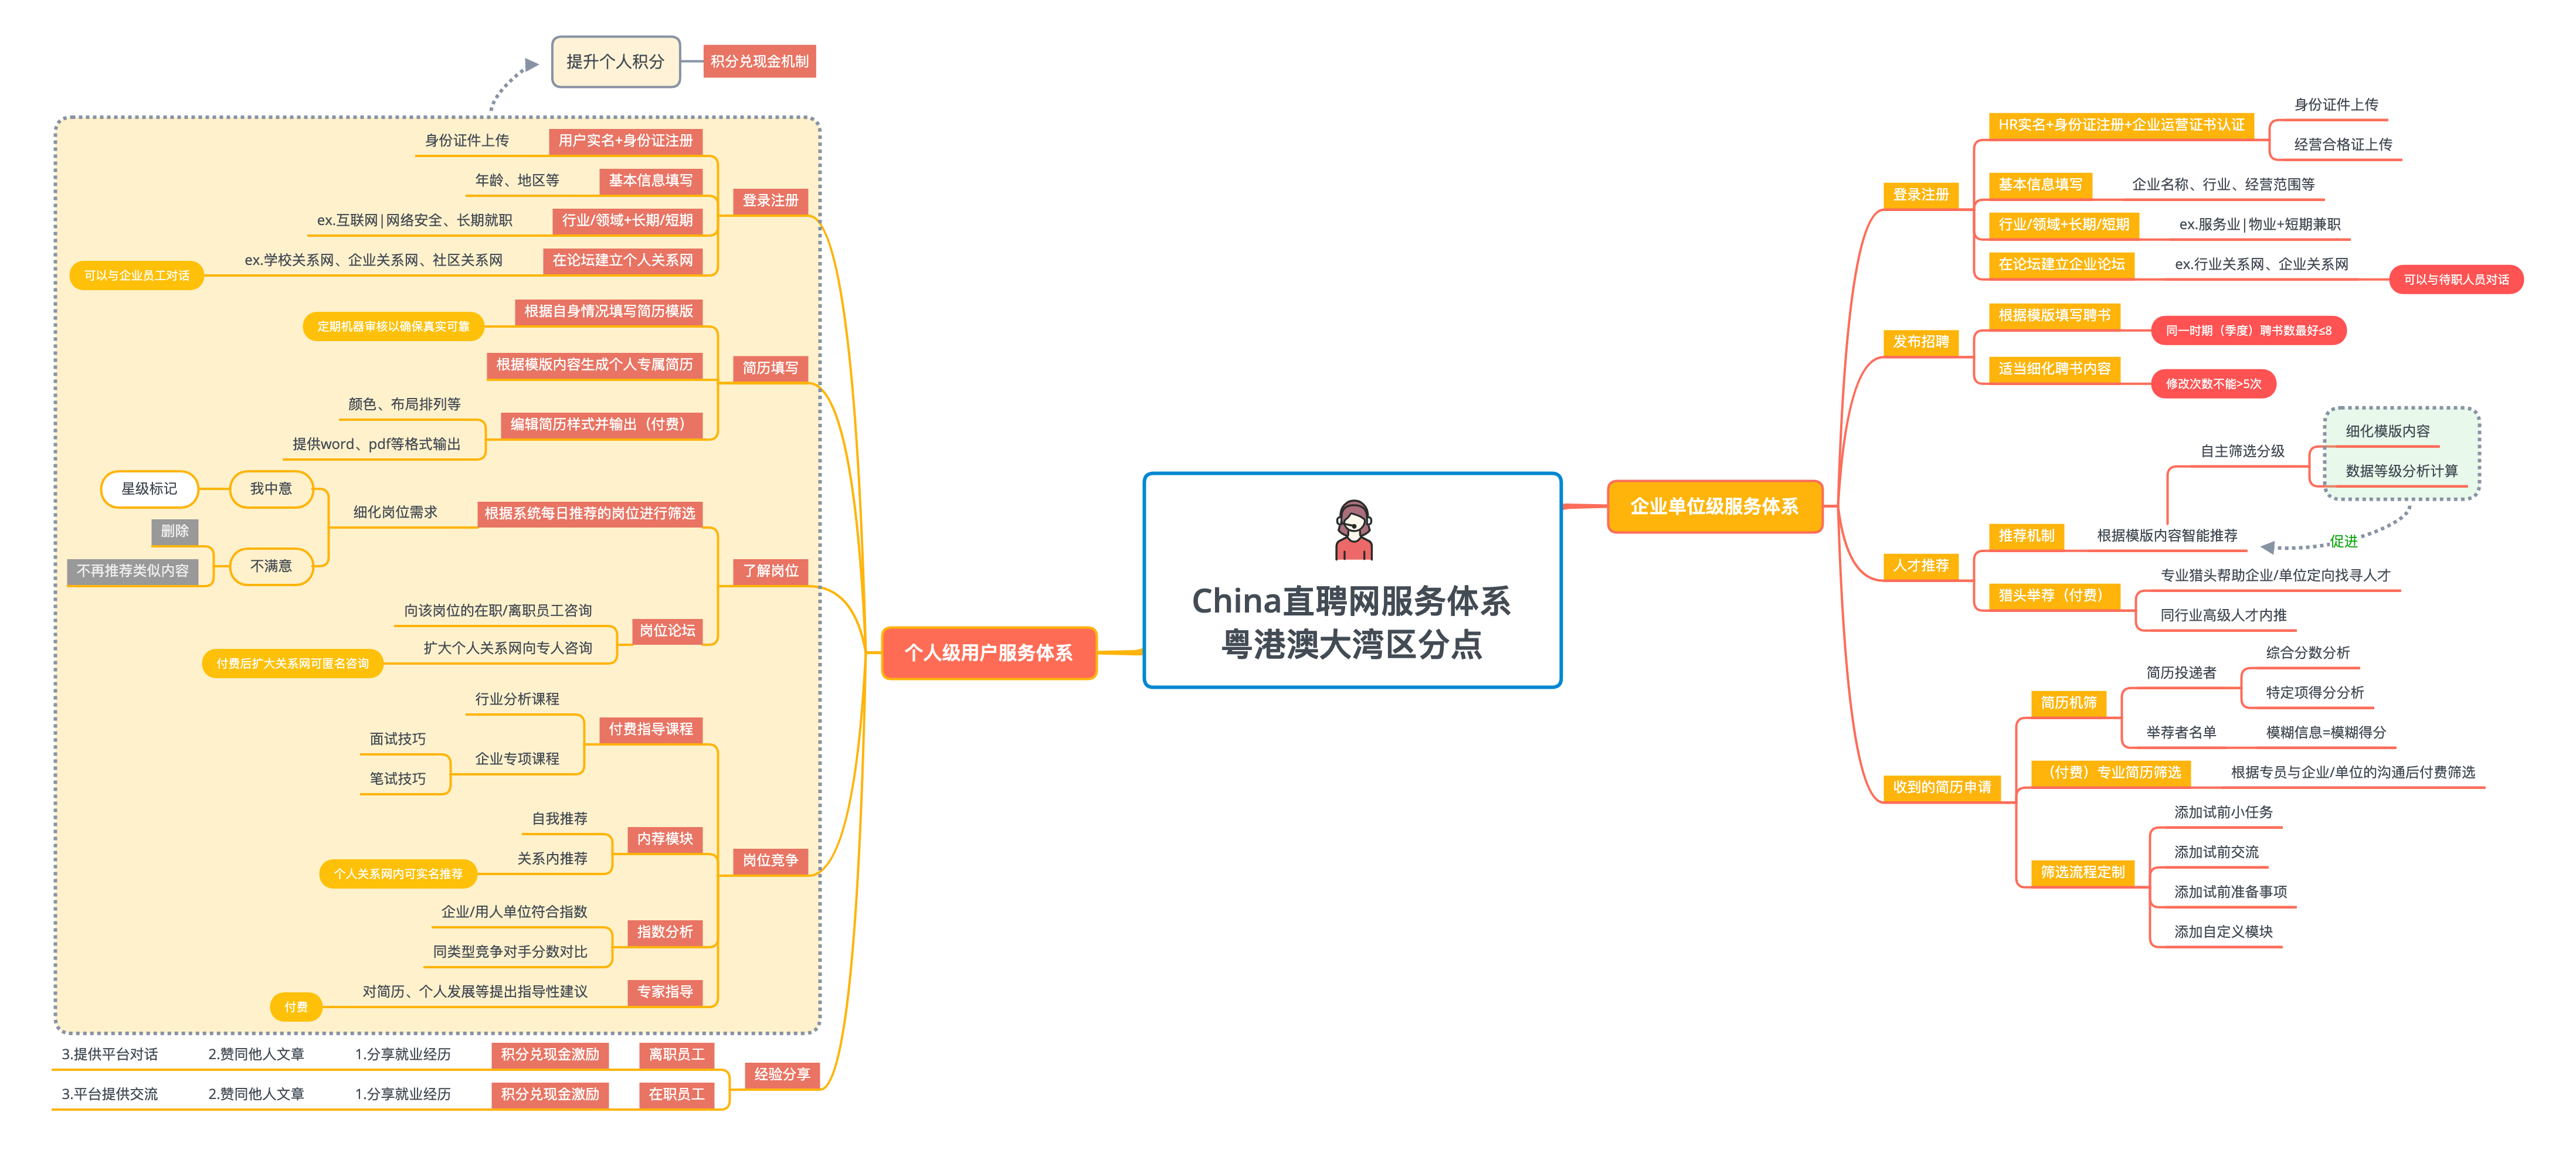 China直聘网服务体系
粤港澳大湾区分点
个人级用户服务体系
提升个人积分
积分兑现金机制
登录注册
用户实名+身份证注册
身份证件上传
基本信息填写
年龄、地区等
行业/领域+长期/短期
ex.互联网|网络安全、长期就职
在论坛建立个人关系网
ex.学校关系网、企业关系网、社区关系网
可以与企业员工对话
简历填写
根据自身情况填写简历模版
定期机器审核以确保真实可靠
根据模版内容生成个人专属简历
编辑简历样式并输出（付费）
颜色、布局排列等
提供word、pdf等格式输出
了解岗位
根据系统每日推荐的岗位进行筛选
细化岗位需求
我中意
星级标记
不满意
删除
不再推荐类似内容
岗位论坛
向该岗位的在职/离职员工咨询
扩大个人关系网向专人咨询
付费后扩大关系网可匿名咨询
岗位竞争
付费指导课程
行业分析课程
企业专项课程
面试技巧
笔试技巧
内荐模块
自我推荐
关系内推荐
个人关系网内可实名推荐
指数分析
企业/用人单位符合指数
同类型竞争对手分数对比
专家指导
对简历、个人发展等提出指导性建议
付费
经验分享
离职员工
积分兑现金激励
1.分享就业经历
2.赞同他人文章
3.提供平台对话
在职员工
积分兑现金激励
1.分享就业经历
2.赞同他人文章
3.平台提供交流
企业单位级服务体系
登录注册
HR实名+身份证注册+企业运营证书认证
身份证件上传
经营合格证上传
基本信息填写
企业名称、行业、经营范围等
行业/领域+长期/短期
ex.服务业|物业+短期兼职
在论坛建立企业论坛
ex.行业关系网、企业关系网
可以与待职人员对话
发布招聘
根据模版填写聘书
同一时期（季度）聘书数最好≤8
适当细化聘书内容
修改次数不能>5次
人才推荐
推荐机制
根据模版内容智能推荐
自主筛选分级
细化模版内容
数据等级分析计算
促进
猎头举荐（付费）
专业猎头帮助企业/单位定向找寻人才
同行业高级人才内推
收到的简历申请
简历机筛
简历投递者
综合分数分析
特定项得分分析
举荐者名单
模糊信息=模糊得分
（付费）专业简历筛选
根据专员与企业/单位的沟通后付费筛选
筛选流程定制
添加试前小任务
添加试前交流
添加试前准备事项
添加自定义模块